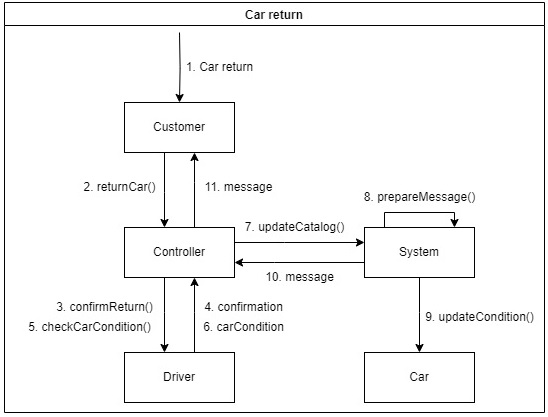 Car return
1. Car return
Customer
2. returnCar()
11. message
8. prepareMessage()
7. updateCatalog()
Controller
System
10. message
3. confirmReturn()
4. confirmation
5. checkCarCondition()
6. carCondition
9. updateCondition()
Driver
Car